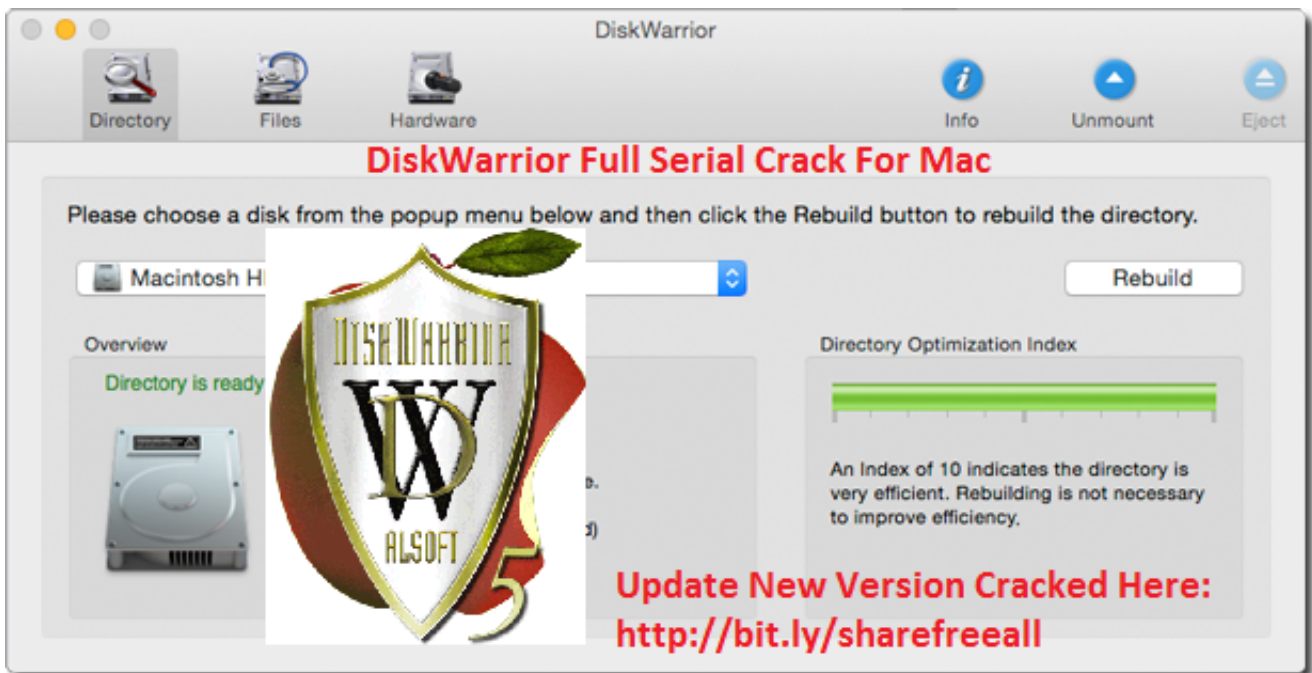 DiskWarrior
Directory Files Hardware Info Unmount Eject
DiskWarrior Full Serial Crack For Mac
Please choose a disk from the popup menu below and then click the Rebuild button to rebuild the directory.
Macintosh
Rebuild
Overview
Directory Optimization Index
Directory is ready
DISKWARRIOR
DW
ALSOFT
5
e.
d)
An Index of 10 indicates the directory is
very efficient. Rebuilding is not necessary
to improve efficiency.
Update New Version Cracked Here:
http://bit.ly/sharefreeall